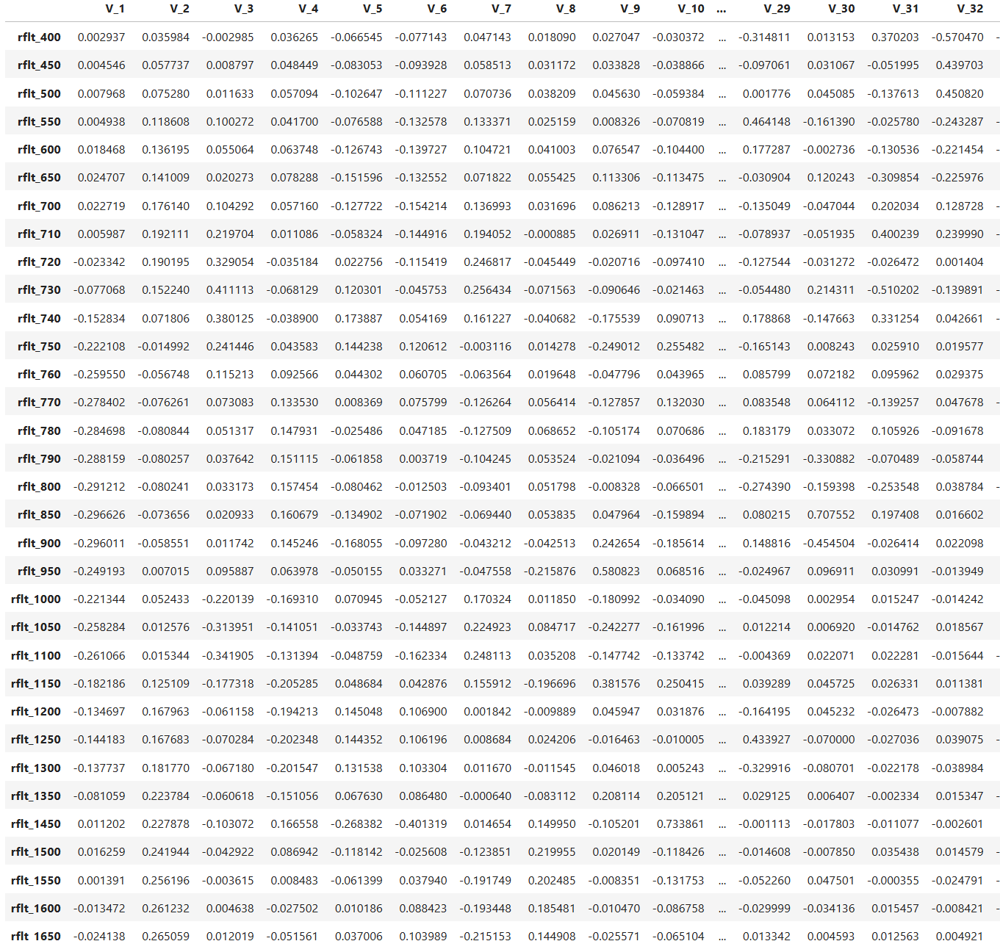 V_1 V_2 V_3 V_4 V_5 V_6 V_7 V_8 V_9 V_10 ... V_29 V_30 V_31 V_32
rflt_400 0.002937 0.035984 -0.002985 0.036265 -0.066545 -0.077143 0.047143 0.018090 0.027047 -0.030372 ... -0.314811 0.013153 0.370203 -0.570470 -
rflt_450 0.004546 0.057737 0.008797 0.048449 -0.083053 -0.093928 0.058513 0.031172 0.033828 -0.038866 ... -0.097061 0.031067 -0.051995 0.439703
rflt_500 0.007968 0.075280 0.011633 0.057094 -0.102647 -0.111227 0.070736 0.038209 0.045630 -0.059384 ... 0.001776 0.045085 -0.137613 0.450820
rflt_550 0.004938 0.118608 0.100272 0.041700 -0.076588 -0.132578 0.133371 0.025159 0.008326 -0.070819 ... 0.464148 -0.161390 -0.025780 -0.243287 -
rflt_600 0.018468 0.136195 0.055064 0.063748 -0.126743 -0.139727 0.104721 0.041003 0.076547 -0.104400 ... 0.177287 -0.002736 -0.130536 -0.221454 -
rflt_650 0.024707 0.141009 0.020273 0.078288 -0.151596 -0.132552 0.071822 0.055425 0.113306 -0.113475 ... -0.030904 0.120243 -0.309854 -0.225976
rflt_700 0.022719 0.176140 0.104292 0.057160 -0.127722 -0.154214 0.136993 0.031696 0.086213 -0.128917 ... -0.135049 -0.047044 0.202034 0.128728 -
rflt_710 0.005987 0.192111 0.219704 0.011086 -0.058324 -0.144916 0.194052 -0.000885 0.026911 -0.131047 ... -0.078937 -0.051935 0.400239 0.239990 -
rflt_720 -0.023342 0.190195 0.329054 -0.035184 0.022756 -0.115419 0.246817 -0.045449 -0.020716 -0.097410 ... -0.127544 -0.031272 -0.026472 0.001404
rflt_730 -0.077068 0.152240 0.411113 -0.068129 0.120301 -0.045753 0.256434 -0.071563 -0.090646 -0.021463 ... -0.054480 0.214311 -0.510202 -0.139891 -
rflt_740 -0.152834 0.071806 0.380125 -0.038900 0.173887 0.054169 0.161227 -0.040682 -0.175539 0.090713 ... 0.178868 -0.147663 0.331254 0.042661 -
rflt_750 -0.222108 -0.014992 0.241446 0.043583 0.144238 0.120612 -0.003116 0.014278 -0.249012 0.255482 ... -0.165143 0.008243 0.025910 0.019577
rflt_760 -0.259550 -0.056748 0.115213 0.092566 0.044302 0.060705 -0.063564 0.019648 -0.047796 0.043965 ... 0.085799 0.072182 0.095962 0.029375
rflt_770 -0.278402 -0.076261 0.073083 0.133530 0.008369 0.075799 -0.126264 0.056414 -0.127857 0.132030 ... 0.083548 0.064112 -0.139257 0.047678 -
rflt_780 -0.284698 -0.080844 0.051317 0.147931 -0.025486 0.047185 -0.127509 0.068652 -0.105174 0.070686 ... 0.183179 0.033072 0.105926 -0.091678
rflt_790 -0.288159 -0.080257 0.037642 0.151115 -0.061858 0.003719 -0.104245 0.053524 -0.021094 -0.036496 ... -0.215291 -0.330882 -0.070489 -0.058744
rflt_800 -0.291212 -0.080241 0.033173 0.157454 -0.080462 -0.012503 -0.093401 0.051798 -0.008328 -0.066501 ... -0.274390 -0.159398 -0.253548 0.038784 -
rflt_850 -0.296626 -0.073656 0.020933 0.160679 -0.134902 -0.071902 -0.069440 0.053835 0.047964 -0.159894 ... 0.080215 0.707552 0.197408 0.016602
rflt_900 -0.296011 -0.058551 0.011742 0.145246 -0.168055 -0.097280 -0.043212 -0.042513 0.242654 -0.185614 ... 0.148816 -0.454504 -0.026414 0.022098
rflt_950 -0.249193 0.007015 0.095887 0.063978 -0.050155 0.033271 -0.047558 -0.215876 0.580823 0.068516 ... -0.024967 0.096911 0.030991 -0.013949
rflt_1000 -0.221344 0.052433 -0.220139 -0.169310 0.070945 -0.052127 0.170324 0.011850 -0.180992 -0.034090 ... -0.045098 0.002954 0.015247 -0.014242
rflt_1050 -0.258284 0.012576 -0.313951 -0.141051 -0.033743 -0.144897 0.224923 0.084717 -0.242277 -0.161996 ... 0.012214 0.006920 -0.014762 0.018567
rflt_1100 -0.261066 0.015344 -0.341905 -0.131394 -0.048759 -0.162334 0.248113 0.035208 -0.147742 -0.133742 ... -0.004369 0.022071 0.022281 -0.015644
rflt_1150 -0.182186 0.125109 -0.177318 -0.205285 0.048684 0.042876 0.155912 -0.196696 0.381576 0.250415 ... 0.039289 0.045725 0.026331 0.011381
rflt_1200 -0.134697 0.167963 -0.061158 -0.194213 0.145048 0.106900 0.001842 -0.009889 0.045947 0.031876 ... -0.164195 0.045232 -0.026473 -0.007882
rflt_1250 -0.144183 0.167683 -0.070284 -0.202348 0.144352 0.106196 0.008684 0.024206 -0.016463 -0.010005 ... 0.433927 -0.070000 -0.027036 0.039075 -
rflt_1300 -0.137737 0.181770 -0.067180 -0.201547 0.131538 0.103304 0.011670 -0.011545 0.046018 0.005243 ... -0.329916 -0.080701 -0.022178 -0.038984
rflt_1350 -0.081059 0.223784 -0.060618 -0.151056 0.067630 0.086480 -0.000640 -0.083112 0.208114 0.205121 ... 0.029125 0.006407 -0.002334 0.015347 -
rflt_1450 0.011202 0.227878 -0.103072 0.166558 -0.268382 -0.401319 0.014654 0.149950 -0.105201 0.733861 ... -0.001113 -0.017803 -0.011077 -0.002601
rflt_1500 0.016259 0.241944 -0.042922 0.086942 -0.118142 -0.025608 -0.123851 0.219955 0.020149 -0.118426 ... -0.014608 -0.007850 0.035438 0.014579 -
rflt_1550 0.001391 0.256196 -0.003615 0.008483 -0.061399 0.037940 -0.191749 0.202485 -0.008351 -0.131753 ... -0.052260 0.047501 -0.000355 -0.024791 -
rflt_1600 -0.013472 0.261232 0.004638 -0.027502 0.010186 0.088423 -0.193448 0.185481 -0.010470 -0.086758 ... -0.029999 -0.034136 0.015457 -0.008421 -
rflt_1650 -0.024138 0.265059 0.012019 -0.051561 0.037006 0.103989 -0.215153 0.144908 -0.025571 -0.065104 ... 0.013342 0.004593 0.012563 0.004921